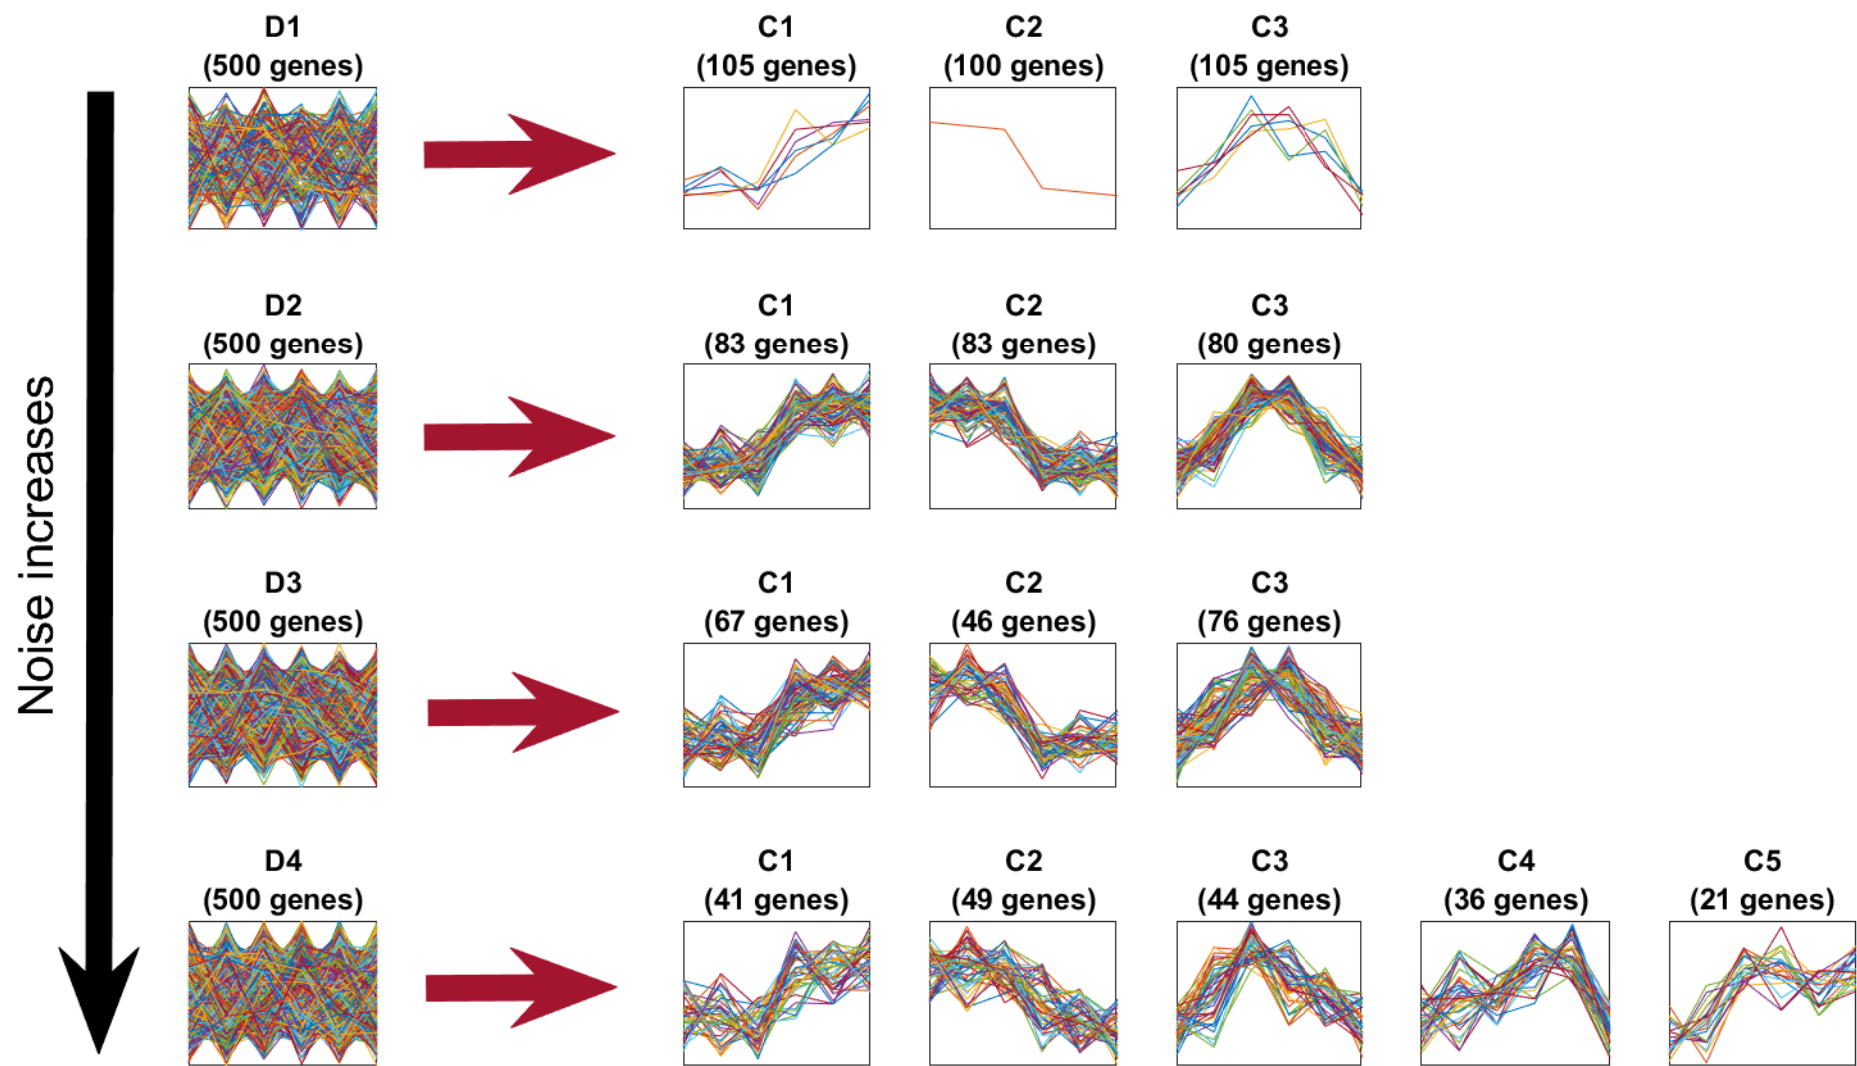 Noise increases
D1
(500 genes)
C1
(105 genes)
C2
(100 genes)
C3
(105 genes)
D2
(500 genes)
C1
(83 genes)
C2
(83 genes)
C3
(80 genes)
D3
(500 genes)
C1
(67 genes)
C2
(46 genes)
C3
(76 genes)
D4
(500 genes)
C1
(41 genes)
C2
(49 genes)
C3
(44 genes)
C4
(36 genes)
C5
(21 genes)